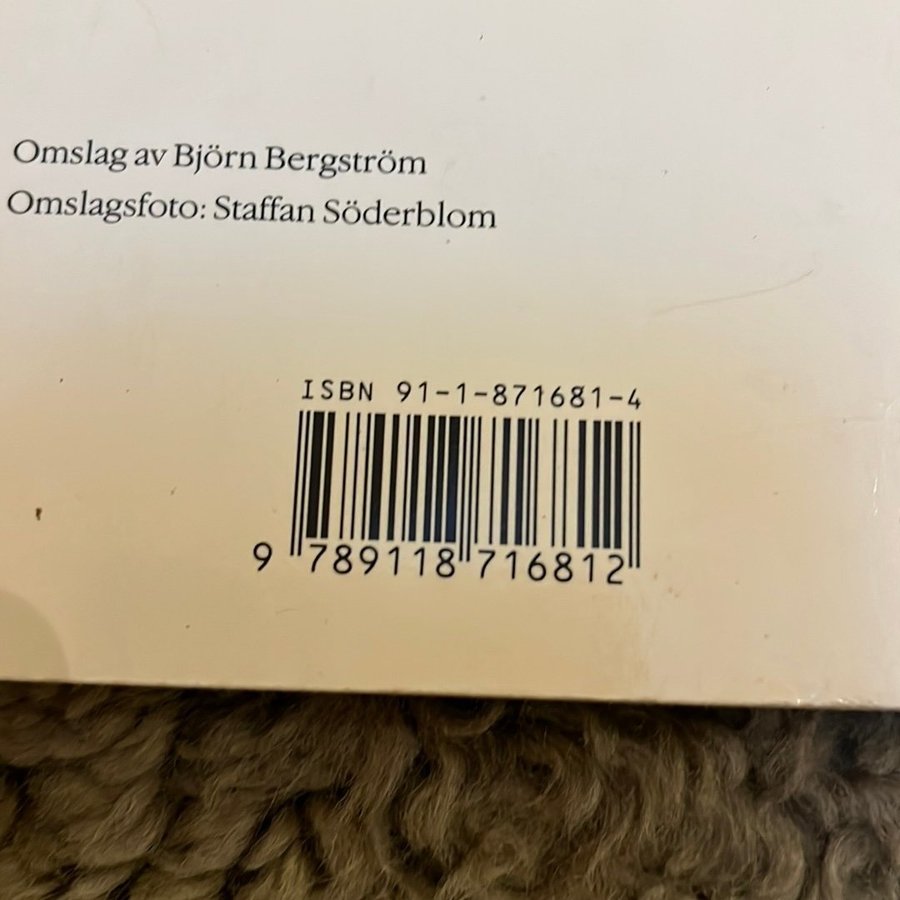 Omslag av Björn Bergström
Omslagsfoto: Staffan Söderblom
ISBN 91-1-871681-4
9 789118 716812